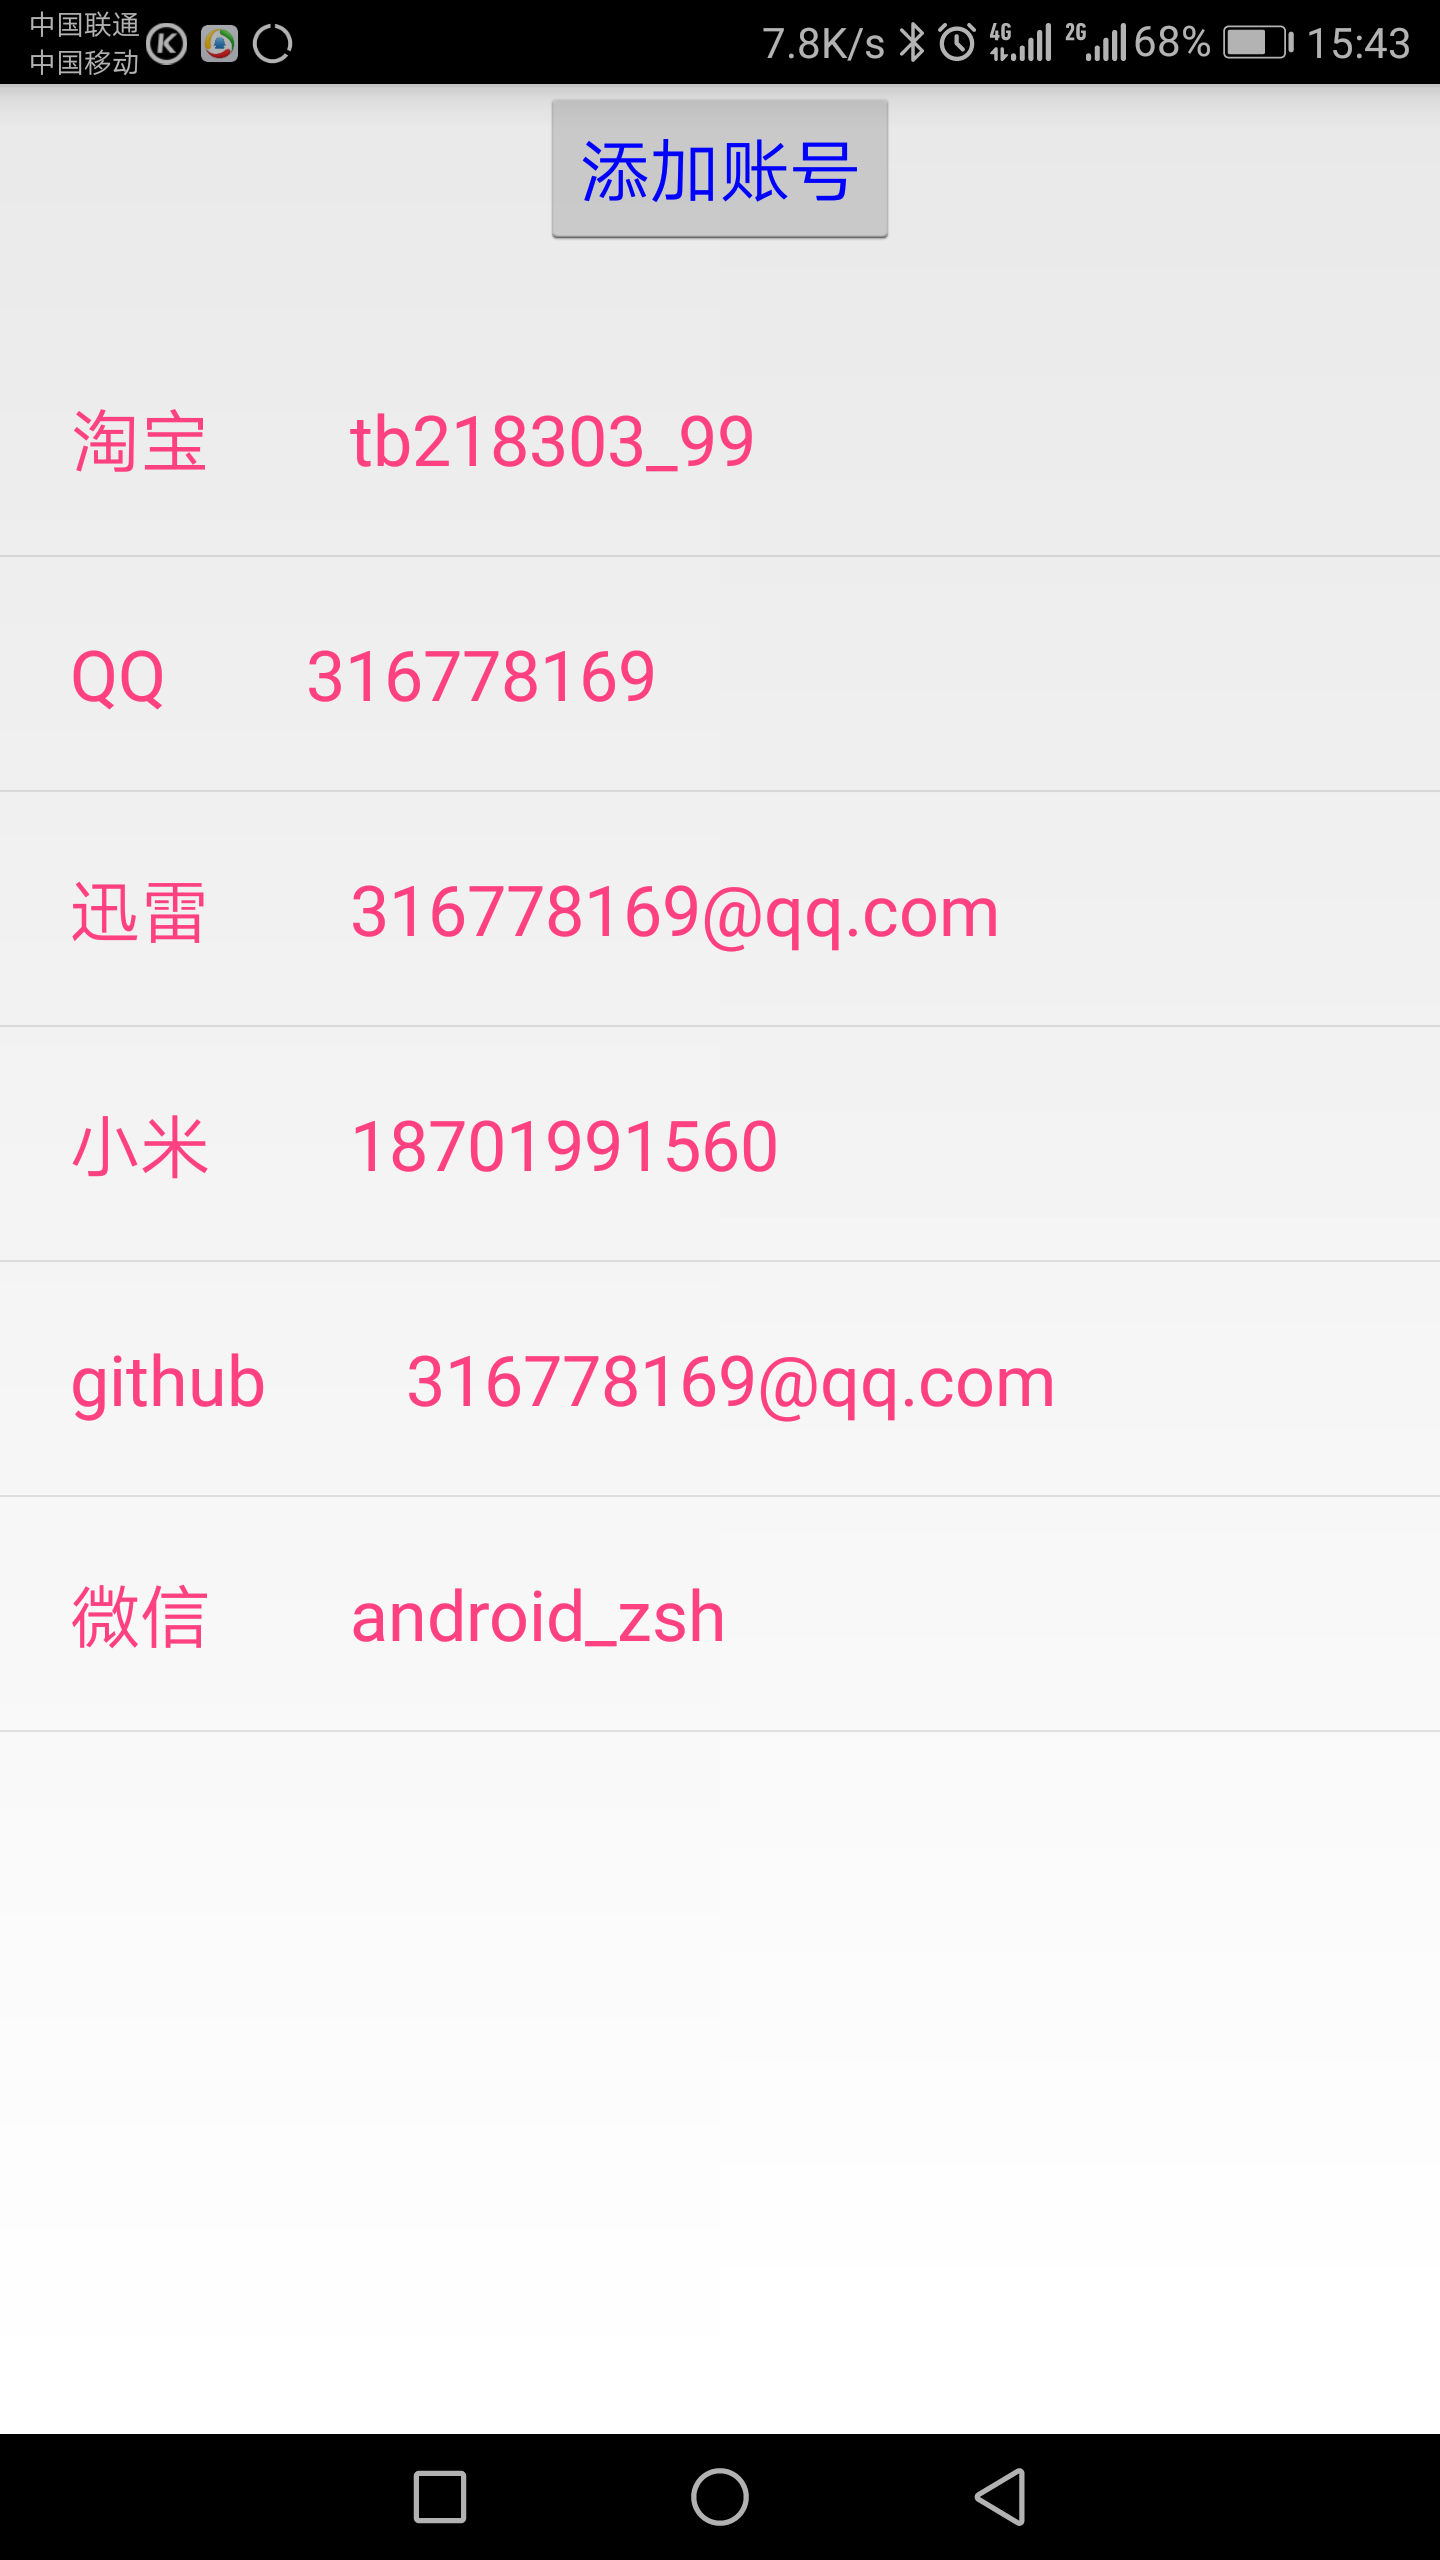 中国联通
中国移动
7.8K/s 4G 2G 68% 15:43
添加账号
淘宝 tb218303_99
QQ 316778169
迅雷 316778169@qq.com
小米 18701991560
github 316778169@qq.com
微信 android_zsh